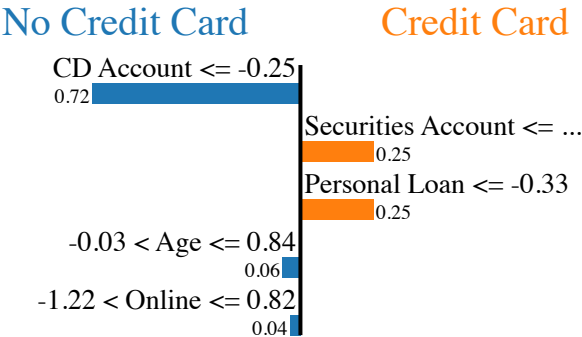 No Credit Card
Credit Card
CD Account <= -0.25
0.72
Securities Account <= ...
0.25
Personal Loan <= -0.33
0.25
-0.03 < Age <= 0.84
0.06
-1.22 < Online <= 0.82
0.04